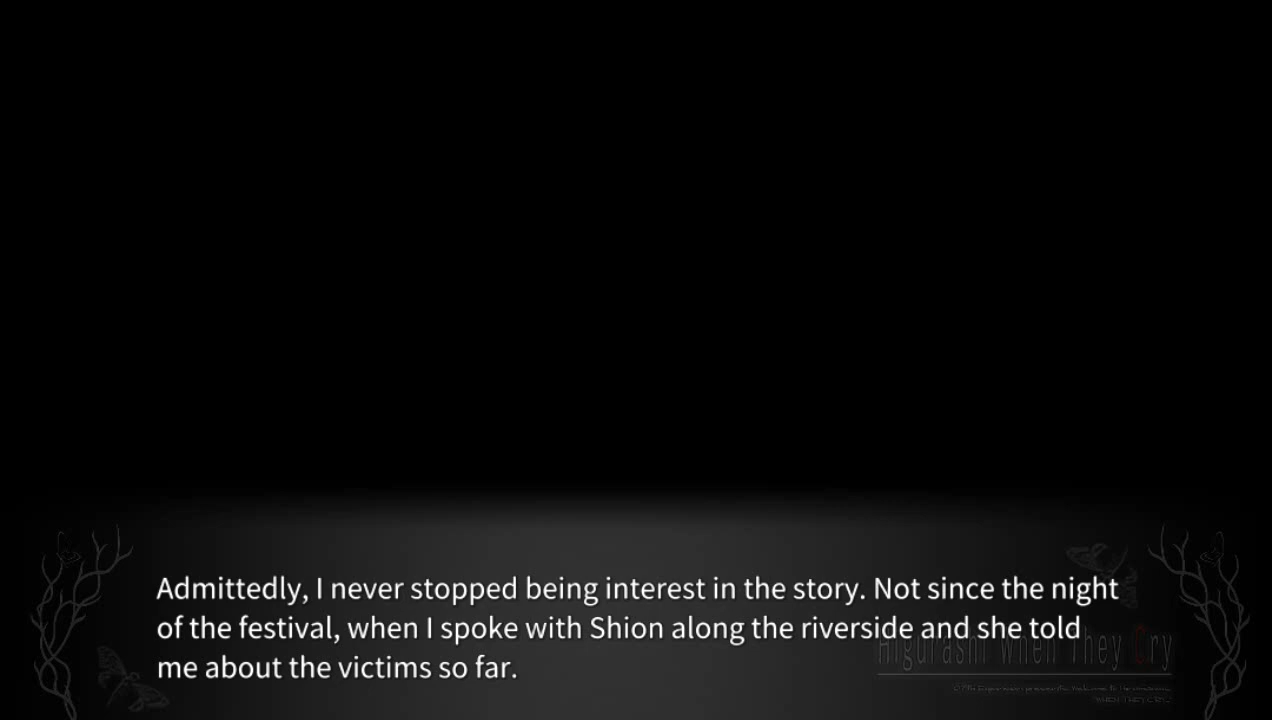 Admittedly, I never stopped being interest in the story. Not since the night
of the festival, when I spoke with Shion along the riverside and she told
me about the victims so far.
Higurashi When They Cry